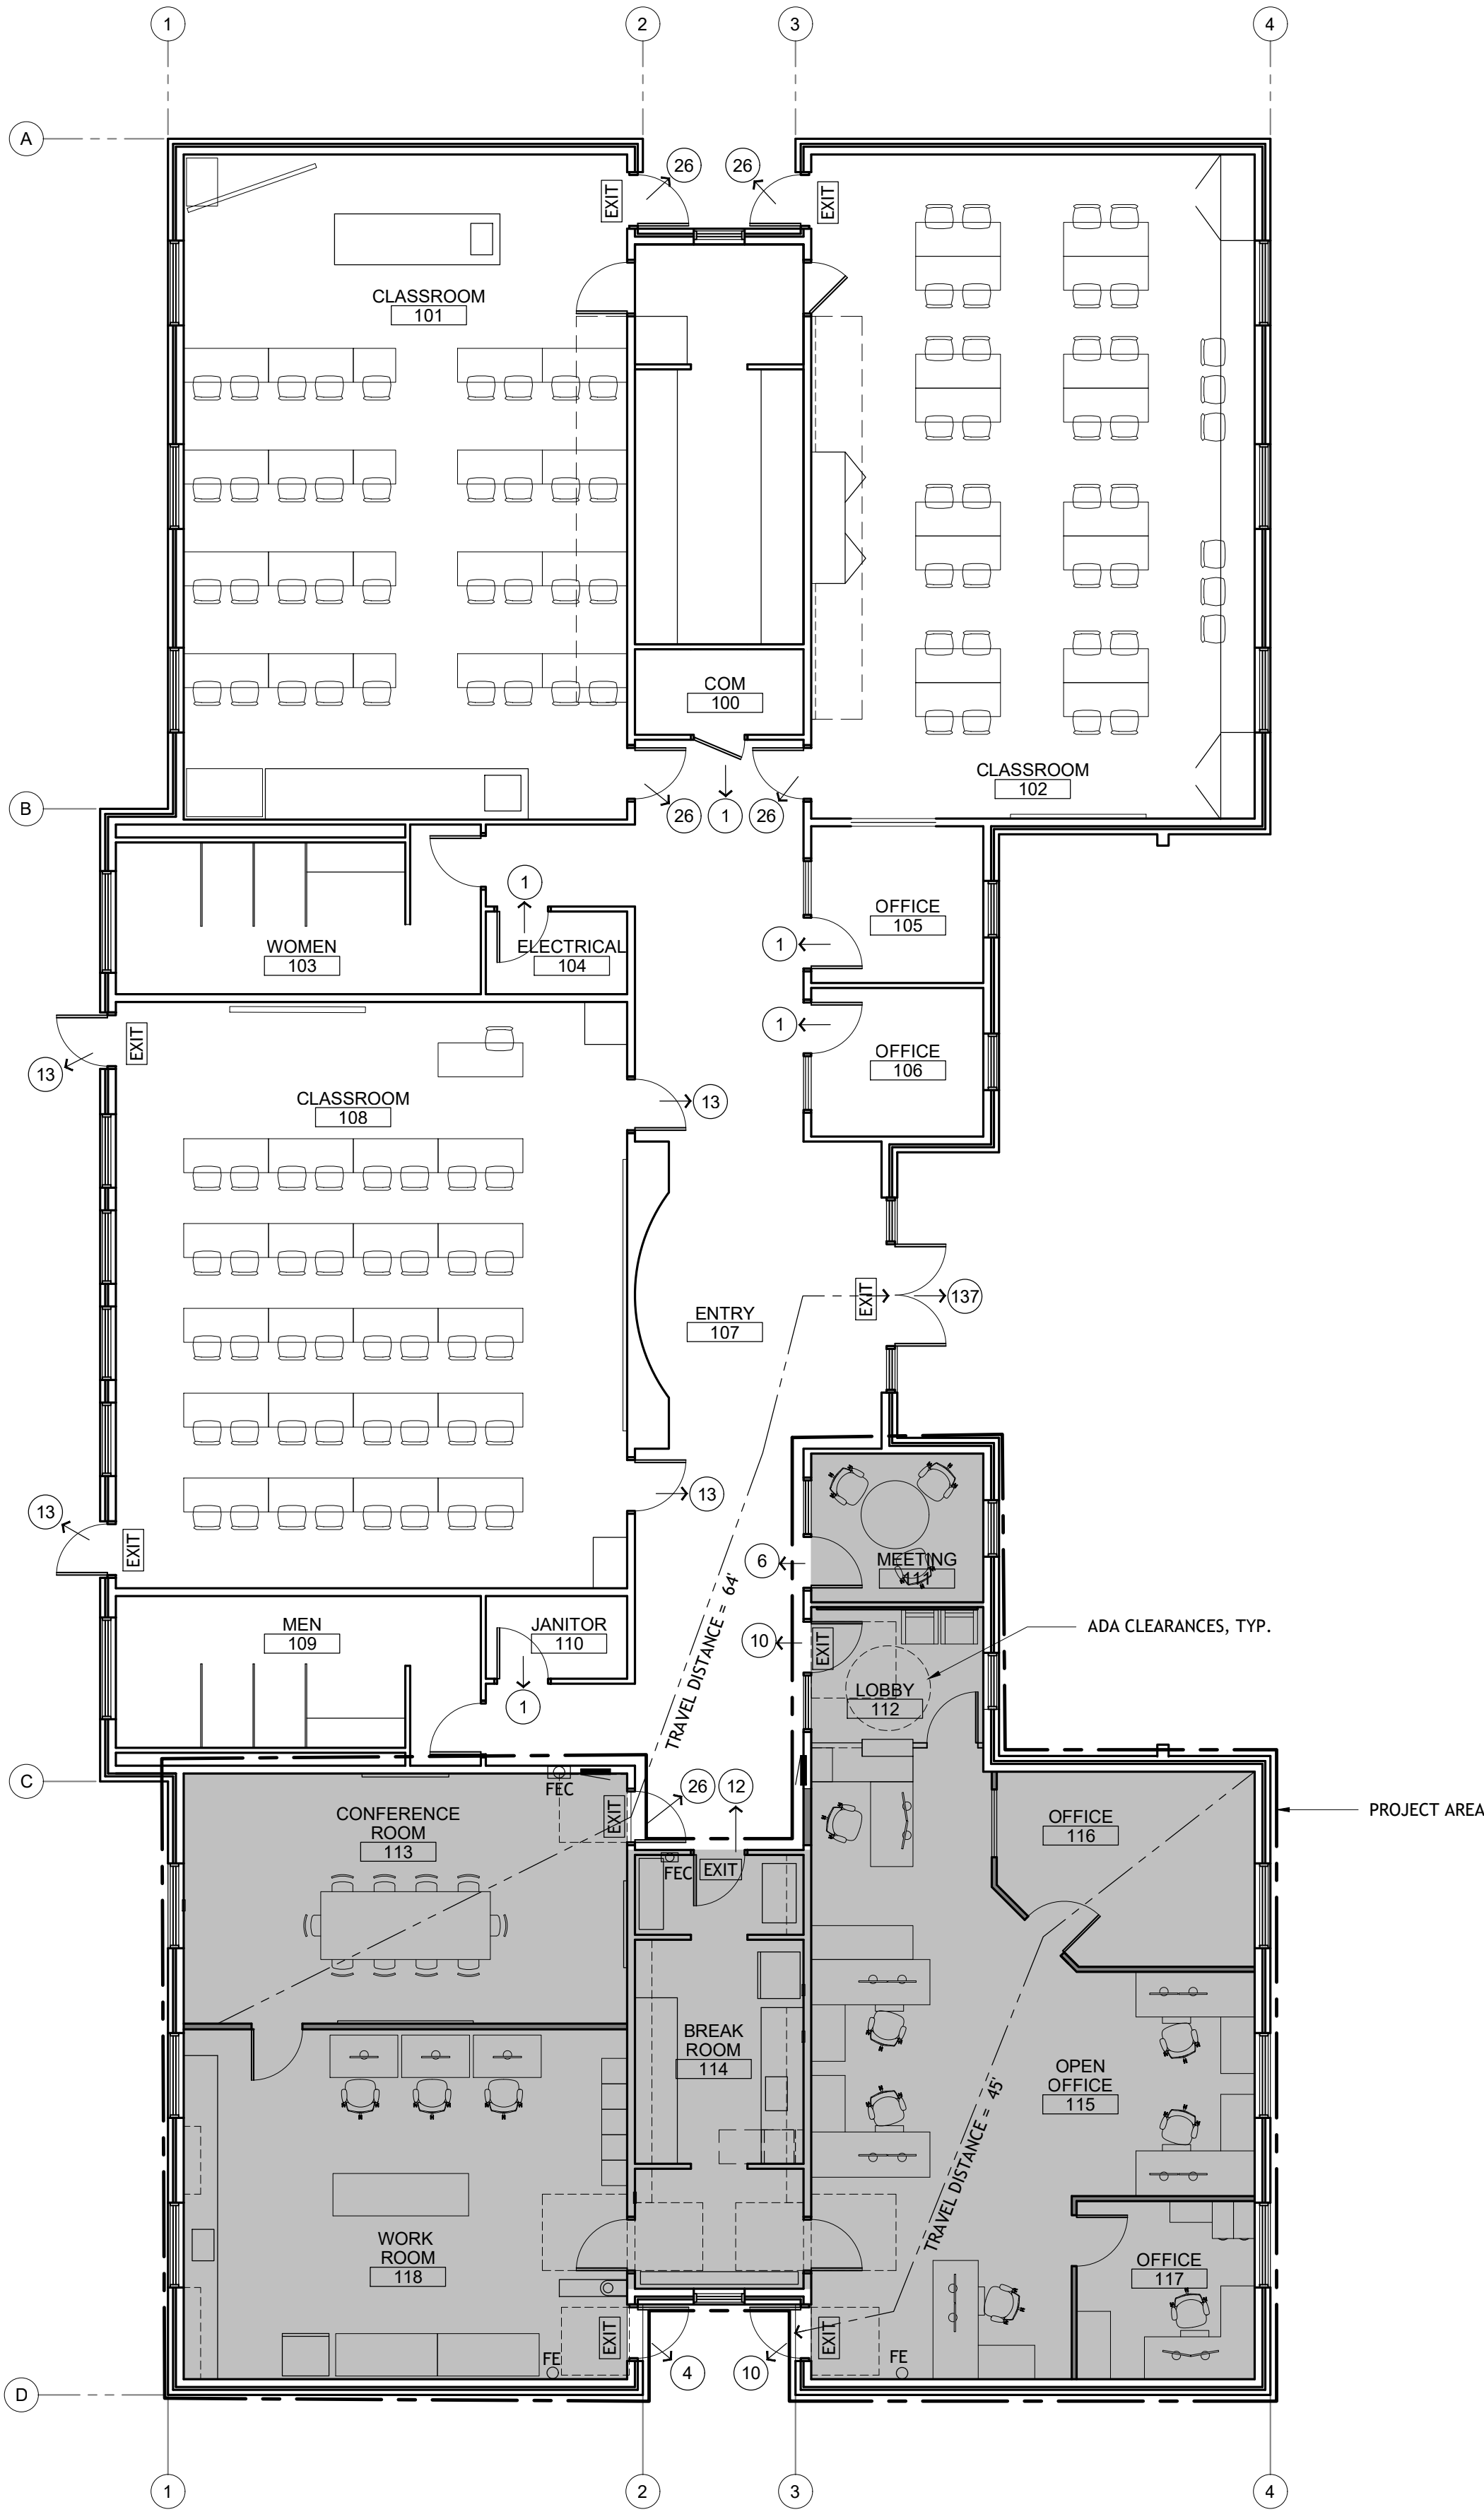 1
2
3
4
A
26
26
EXIT
EXIT
CLASSROOM
101
COM
100
CLASSROOM
102
B
26
1
26
1
OFFICE
105
WOMEN
103
ELECTRICAL
104
1
1
EXIT
13
OFFICE
106
CLASSROOM
108
13
EXIT
137
ENTRY
107
13
13
EXIT
6
MEETING
111
TRAVEL DISTANCE = 64'
MEN
109
JANITOR
110
10
EXIT
ADA CLEARANCES, TYP.
LOBBY
112
1
C
FEC
26
12
CONFERENCE
ROOM
113
EXIT
OFFICE
116
PROJECT AREA
FEC
EXIT
BREAK
ROOM
114
OPEN
OFFICE
115
TRAVEL DISTANCE = 45'
WORK
ROOM
118
OFFICE
117
EXIT
EXIT
FE
FE
4
10
D
1
2
3
4